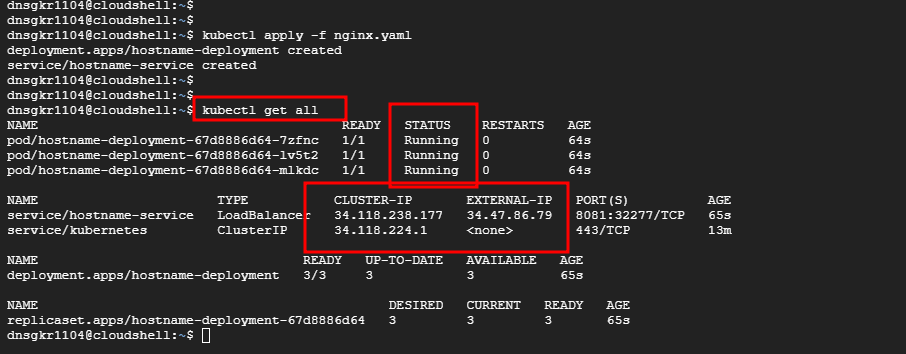 dnsgkr1104@cloudshell:~$
dnsgkr1104@cloudshell:~$
dnsgkr1104@cloudshell:~$ kubectl apply -f nginx.yaml
deployment.apps/hostname-deployment created
service/hostname-service created
dnsgkr1104@cloudshell:~$
dnsgkr1104@cloudshell:~$
dnsgkr1104@cloudshell:~$ kubectl get all
NAME READY STATUS RESTARTS AGE
pod/hostname-deployment-67d8886d64-7zfnc 1/1 Running 0 64s
pod/hostname-deployment-67d8886d64-lv5t2 1/1 Running 0 64s
pod/hostname-deployment-67d8886d64-mlkdc 1/1 Running 0 64s
NAME TYPE CLUSTER-IP EXTERNAL-IP PORT(S) AGE
service/hostname-service LoadBalancer 34.118.238.177 34.47.86.79 8081:32277/TCP 65s
service/kubernetes ClusterIP 34.118.224.1 <none> 443/TCP 13m
NAME READY UP-TO-DATE AVAILABLE AGE
deployment.apps/hostname-deployment 3/3 3 3 65s
NAME DESIRED CURRENT READY AGE
replicaset.apps/hostname-deployment-67d8886d64 3 3 3 65s
dnsgkr1104@cloudshell:~$